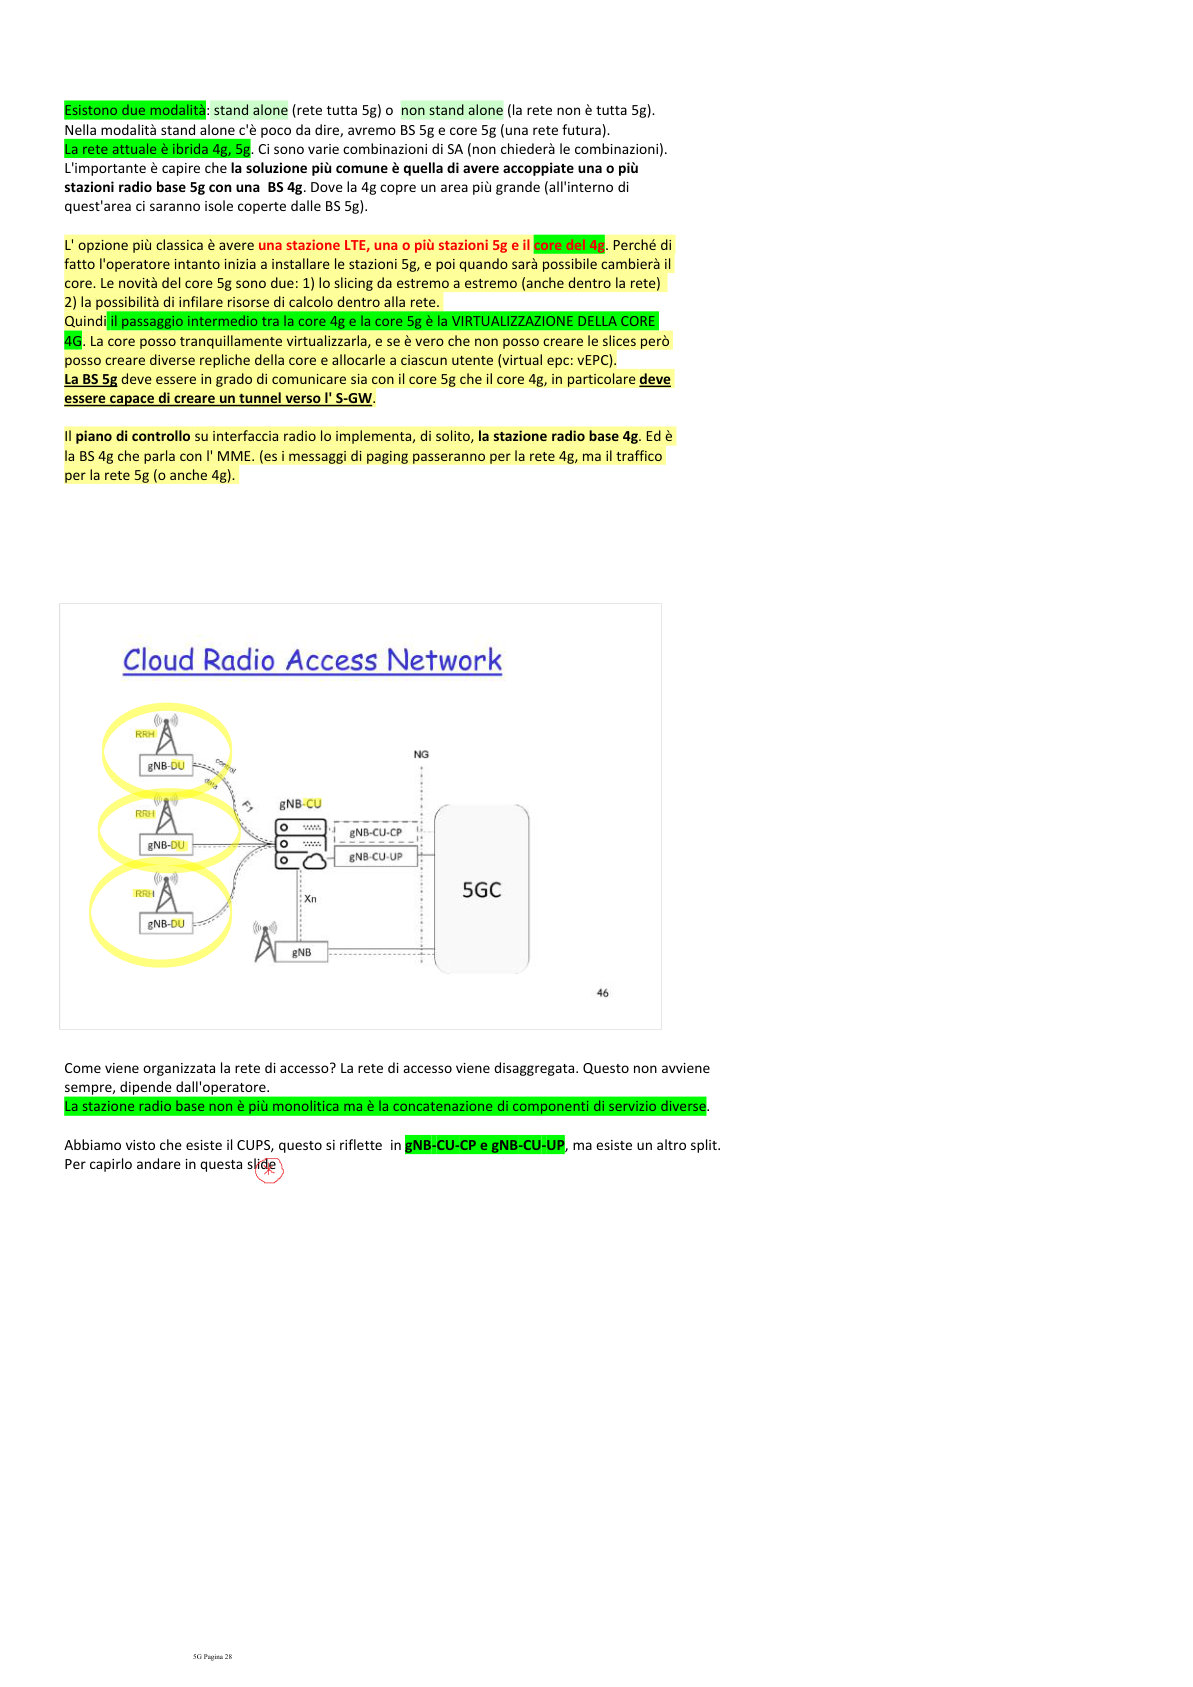 Esistono due modalità: stand alone (rete tutta 5g) o  non stand alone (la rete non è tutta 5g).
Nella modalità stand alone c'è poco da dire, avremo BS 5g e core 5g (una rete futura).
La rete attuale è ibrida 4g, 5g. Ci sono varie combinazioni di SA (non chiederà le combinazioni).
L'importante è capire che la soluzione più comune è quella di avere accoppiate una o più
stazioni radio base 5g con una  BS 4g. Dove la 4g copre un area più grande (all'interno di
quest'area ci saranno isole coperte dalle BS 5g).
L' opzione più classica è avere una stazione LTE, una o più stazioni 5g e il core del 4g. Perché di
fatto l'operatore intanto inizia a installare le stazioni 5g, e poi quando sarà possibile cambierà il
core. Le novità del core 5g sono due: 1) lo slicing da estremo a estremo (anche dentro la rete)
2) la possibilità di infilare risorse di calcolo dentro alla rete.
Quindi il passaggio intermedio tra la core 4g e la core 5g è la VIRTUALIZZAZIONE DELLA CORE
4G. La core posso tranquillamente virtualizzarla, e se è vero che non posso creare le slices però
posso creare diverse repliche della core e allocarle a ciascun utente (virtual epc: vEPC).
La BS 5g deve essere in grado di comunicare sia con il core 5g che il core 4g, in particolare deve
essere capace di creare un tunnel verso l' S-GW.
Il piano di controllo su interfaccia radio lo implementa, di solito, la stazione radio base 4g. Ed è
la BS 4g che parla con l' MME. (es i messaggi di paging passeranno per la rete 4g, ma il traffico
per la rete 5g (o anche 4g).
Cloud Radio Access Network
RRH
gNB-DU
control
data
F1
RRH
gNB-DU
RRH
gNB-DU
gNB-CU
gNB-CU-CP
gNB-CU-UP
NG
Xn
gNB
5GC
46
Come viene organizzata la rete di accesso? La rete di accesso viene disaggregata. Questo non avviene
sempre, dipende dall'operatore.
La stazione radio base non è più monolitica ma è la concatenazione di componenti di servizio diverse.
Abbiamo visto che esiste il CUPS, questo si riflette  in gNB-CU-CP e gNB-CU-UP, ma esiste un altro split.
Per capirlo andare in questa slide
5G Pagina 28